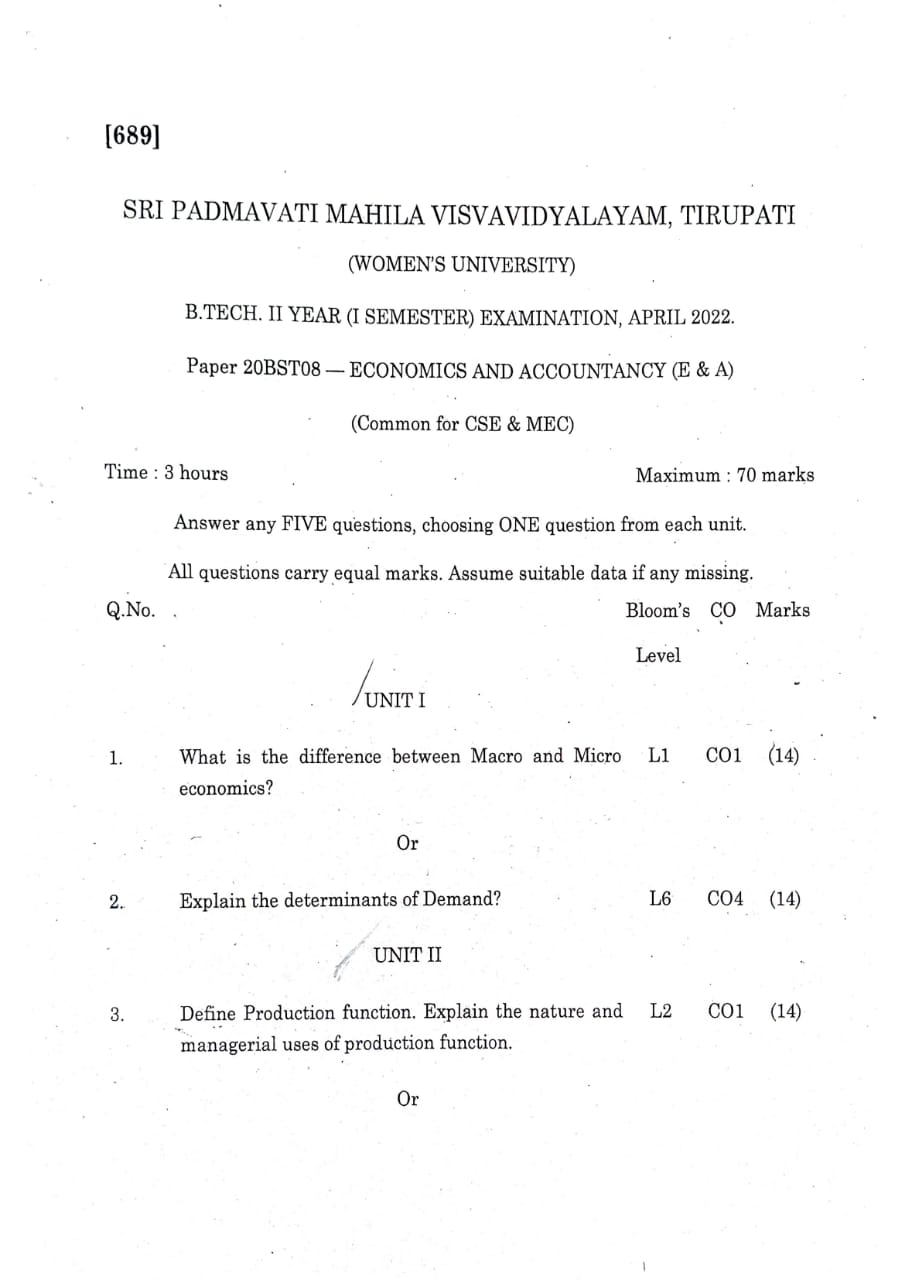 [689]
SRI PADMAVATI MAHILA VISVAVIDYALAYAM, TIRUPATI
(WOMEN'S UNIVERSITY)
B.TECH. II YEAR (I SEMESTER) EXAMINATION, APRIL 2022.
Paper 20BST08 — ECONOMICS AND ACCOUNTANCY (E & A)
(Common for CSE & MEC)
Time : 3 hours Maximum : 70 marks
Answer any FIVE questions, choosing ONE question from each unit.
All questions carry equal marks. Assume suitable data if any missing.
Q.No. Bloom's CO Marks
Level
UNIT I
1. What is the difference between Macro and Micro L1 CO1 (14)
economics?
Or
2. Explain the determinants of Demand? L6 CO4 (14)
UNIT II
3. Define Production function. Explain the nature and L2 CO1 (14)
managerial uses of production function.
Or